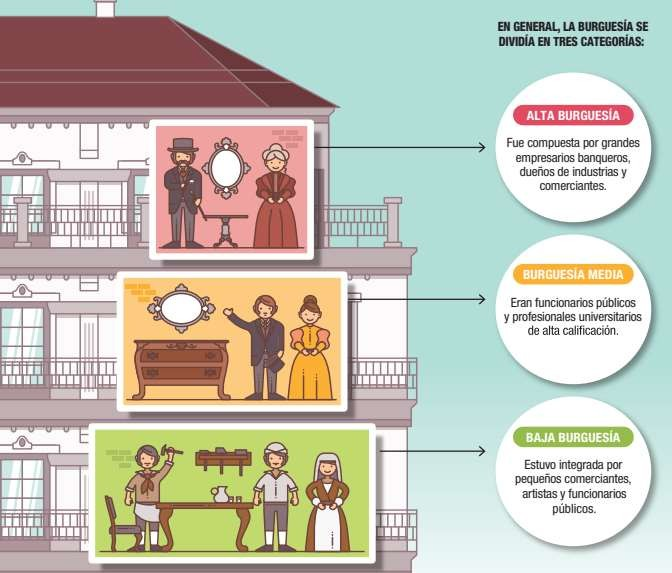 EN GENERAL, LA BURGUESÍA SE
DIVIDÍA EN TRES CATEGORÍAS:
ALTA BURGUESÍA
Fue compuesta por grandes
empresarios banqueros,
dueños de industrias y
comerciantes.
BURGUESÍA MEDIA
Eran funcionarios públicos
y profesionales universitarios
de alta calificación.
BAJA BURGUESÍA
Estuvo integrada por
pequeños comerciantes,
artistas y funcionarios
públicos.